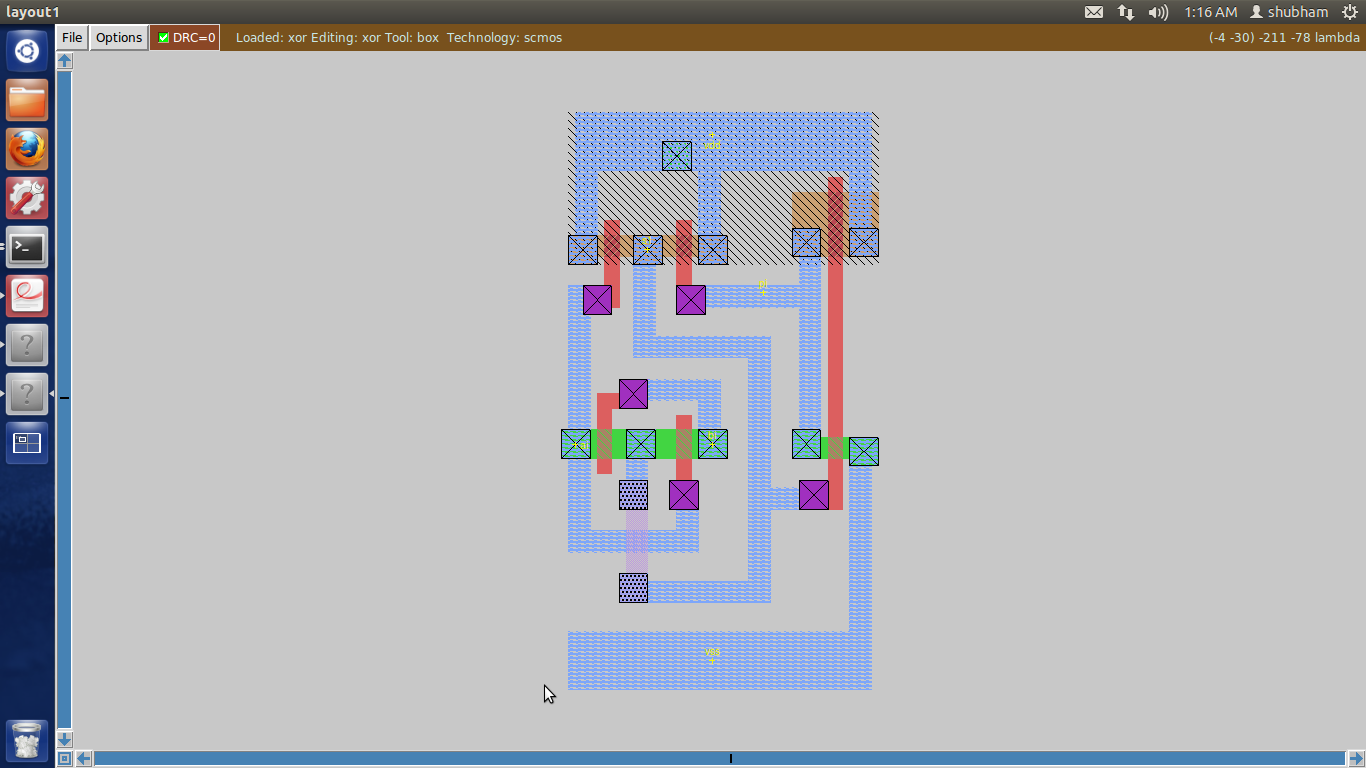 layout1
1:16 AM shubham
File Options DRC=0 Loaded: xor Editing: xor Tool: box Technology: scmos (-4 -30) -211 -78 lambda
vdd
vss